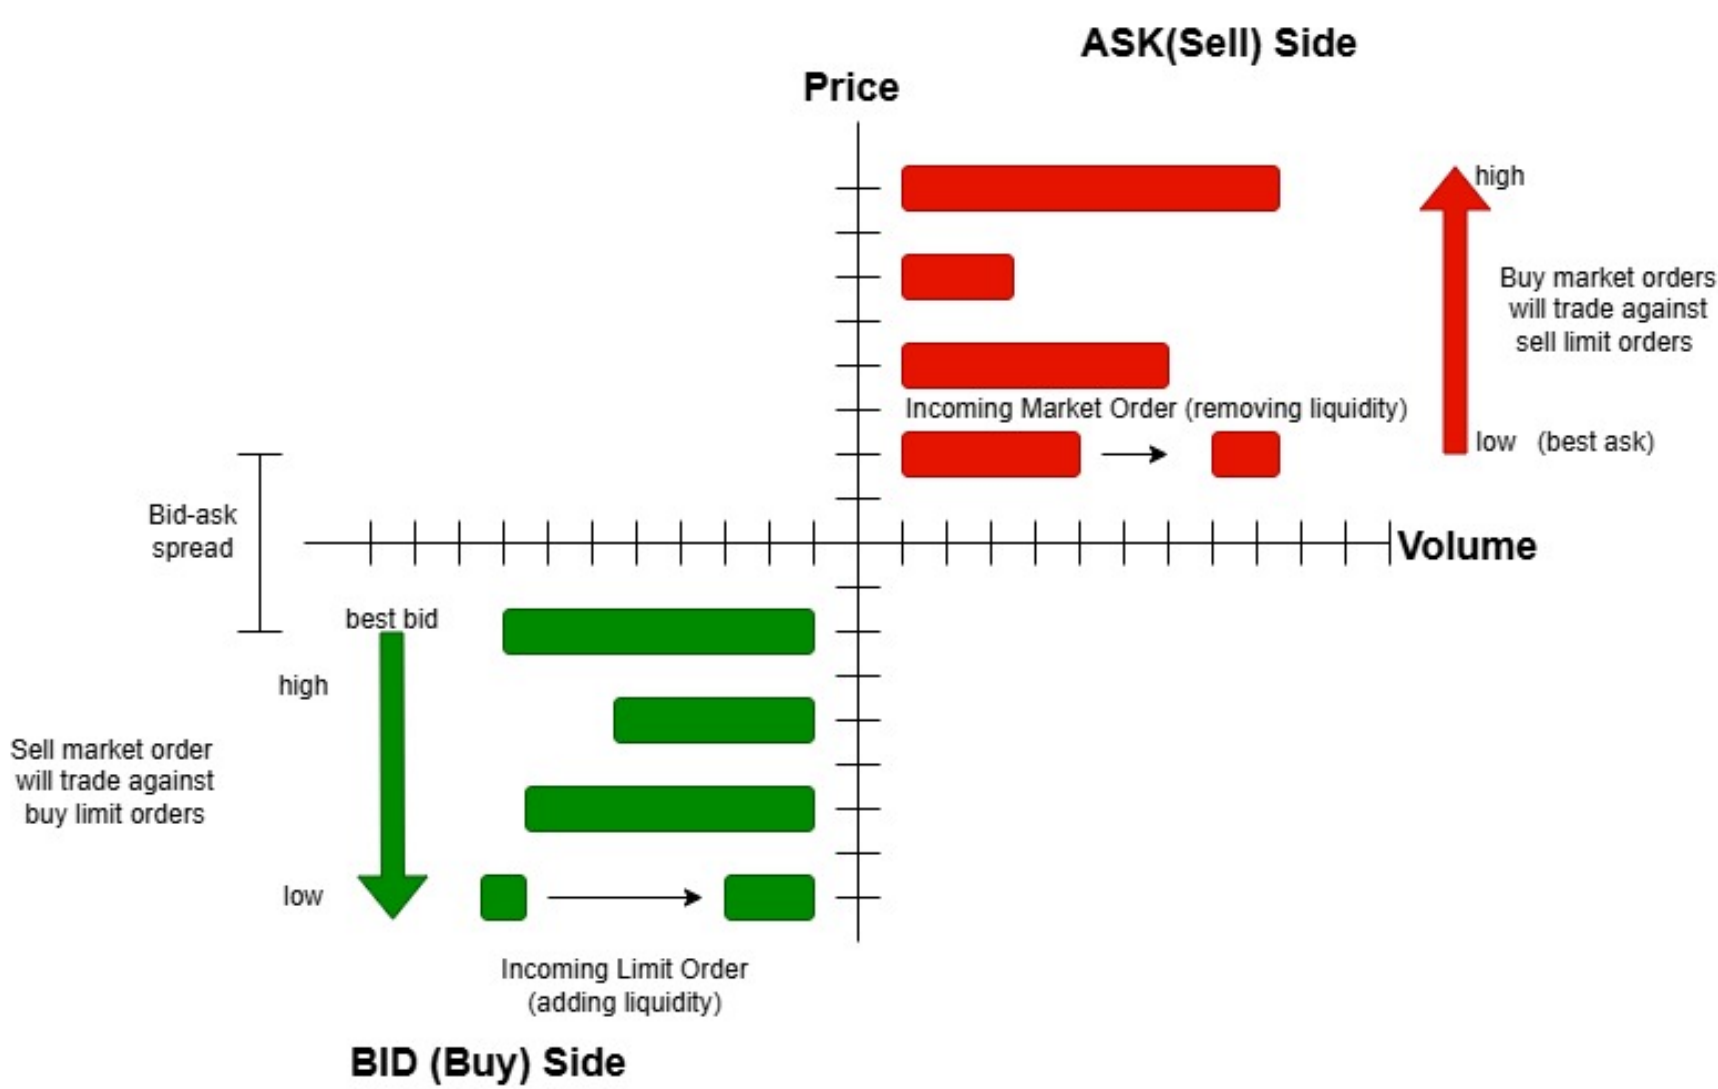 ASK(Sell) Side
Price
high
Buy market orders
will trade against
sell limit orders
Incoming Market Order (removing liquidity)
low (best ask)
Bid-ask
spread
Volume
best bid
high
Sell market order
will trade against
buy limit orders
low
Incoming Limit Order
(adding liquidity)
BID (Buy) Side